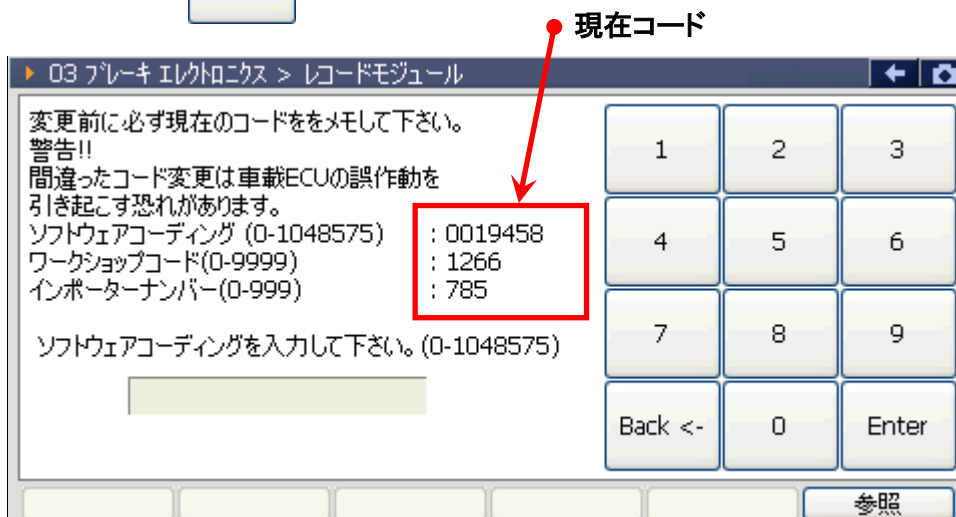 現在コード
03 ブレーキ エレクトロニクス > レコードモジュール
変更前に必ず現在のコードををメモして下さい。
警告!!
間違ったコード変更は車載ECUの誤作動を
引き起こす恐れがあります。
ソフトウェアコーディング (0-1048575) : 0019458
ワークショップコード(0-9999) : 1266
インポーターナンバー(0-999) : 785
ソフトウェアコーディングを入力して下さい。(0-1048575)
1 2 3
4 5 6
7 8 9
Back <- 0 Enter
参照